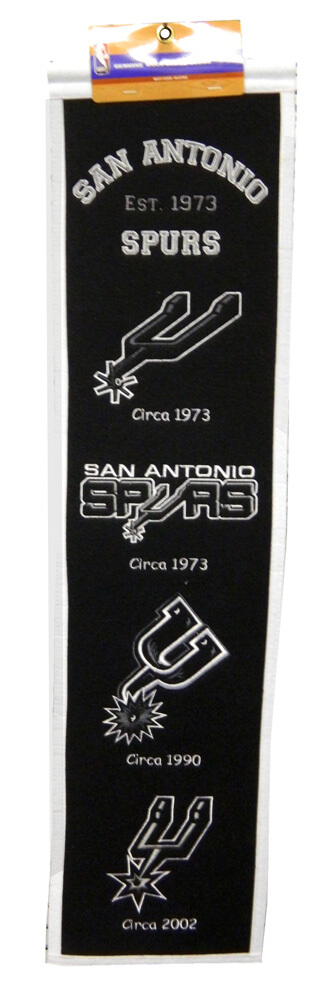 SAN ANTONIO
EST. 1973
SPURS
Circa 1973
SAN ANTONIO
SPURS
Circa 1973
Circa 1990
Circa 2002